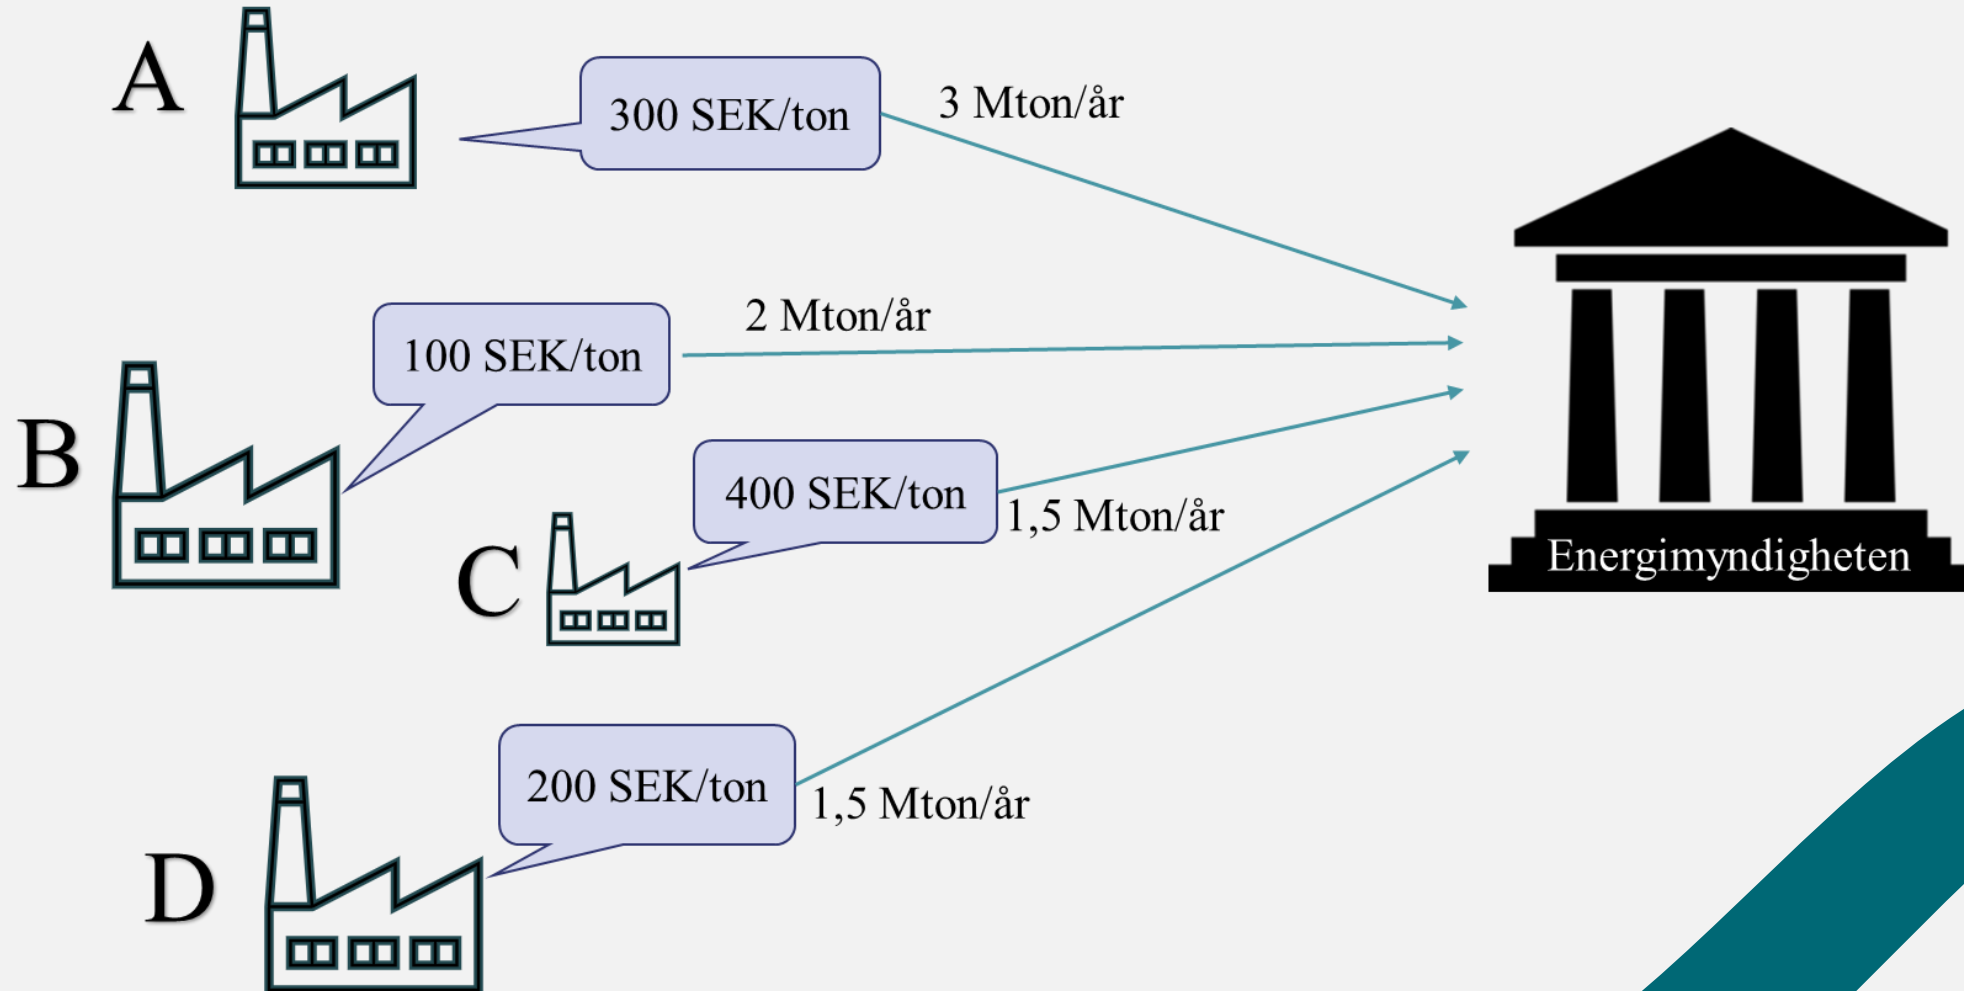 A
300 SEK/ton
3 Mton/år
B
100 SEK/ton
2 Mton/år
C
400 SEK/ton
1,5 Mton/år
D
200 SEK/ton
1,5 Mton/år
Energimyndigheten